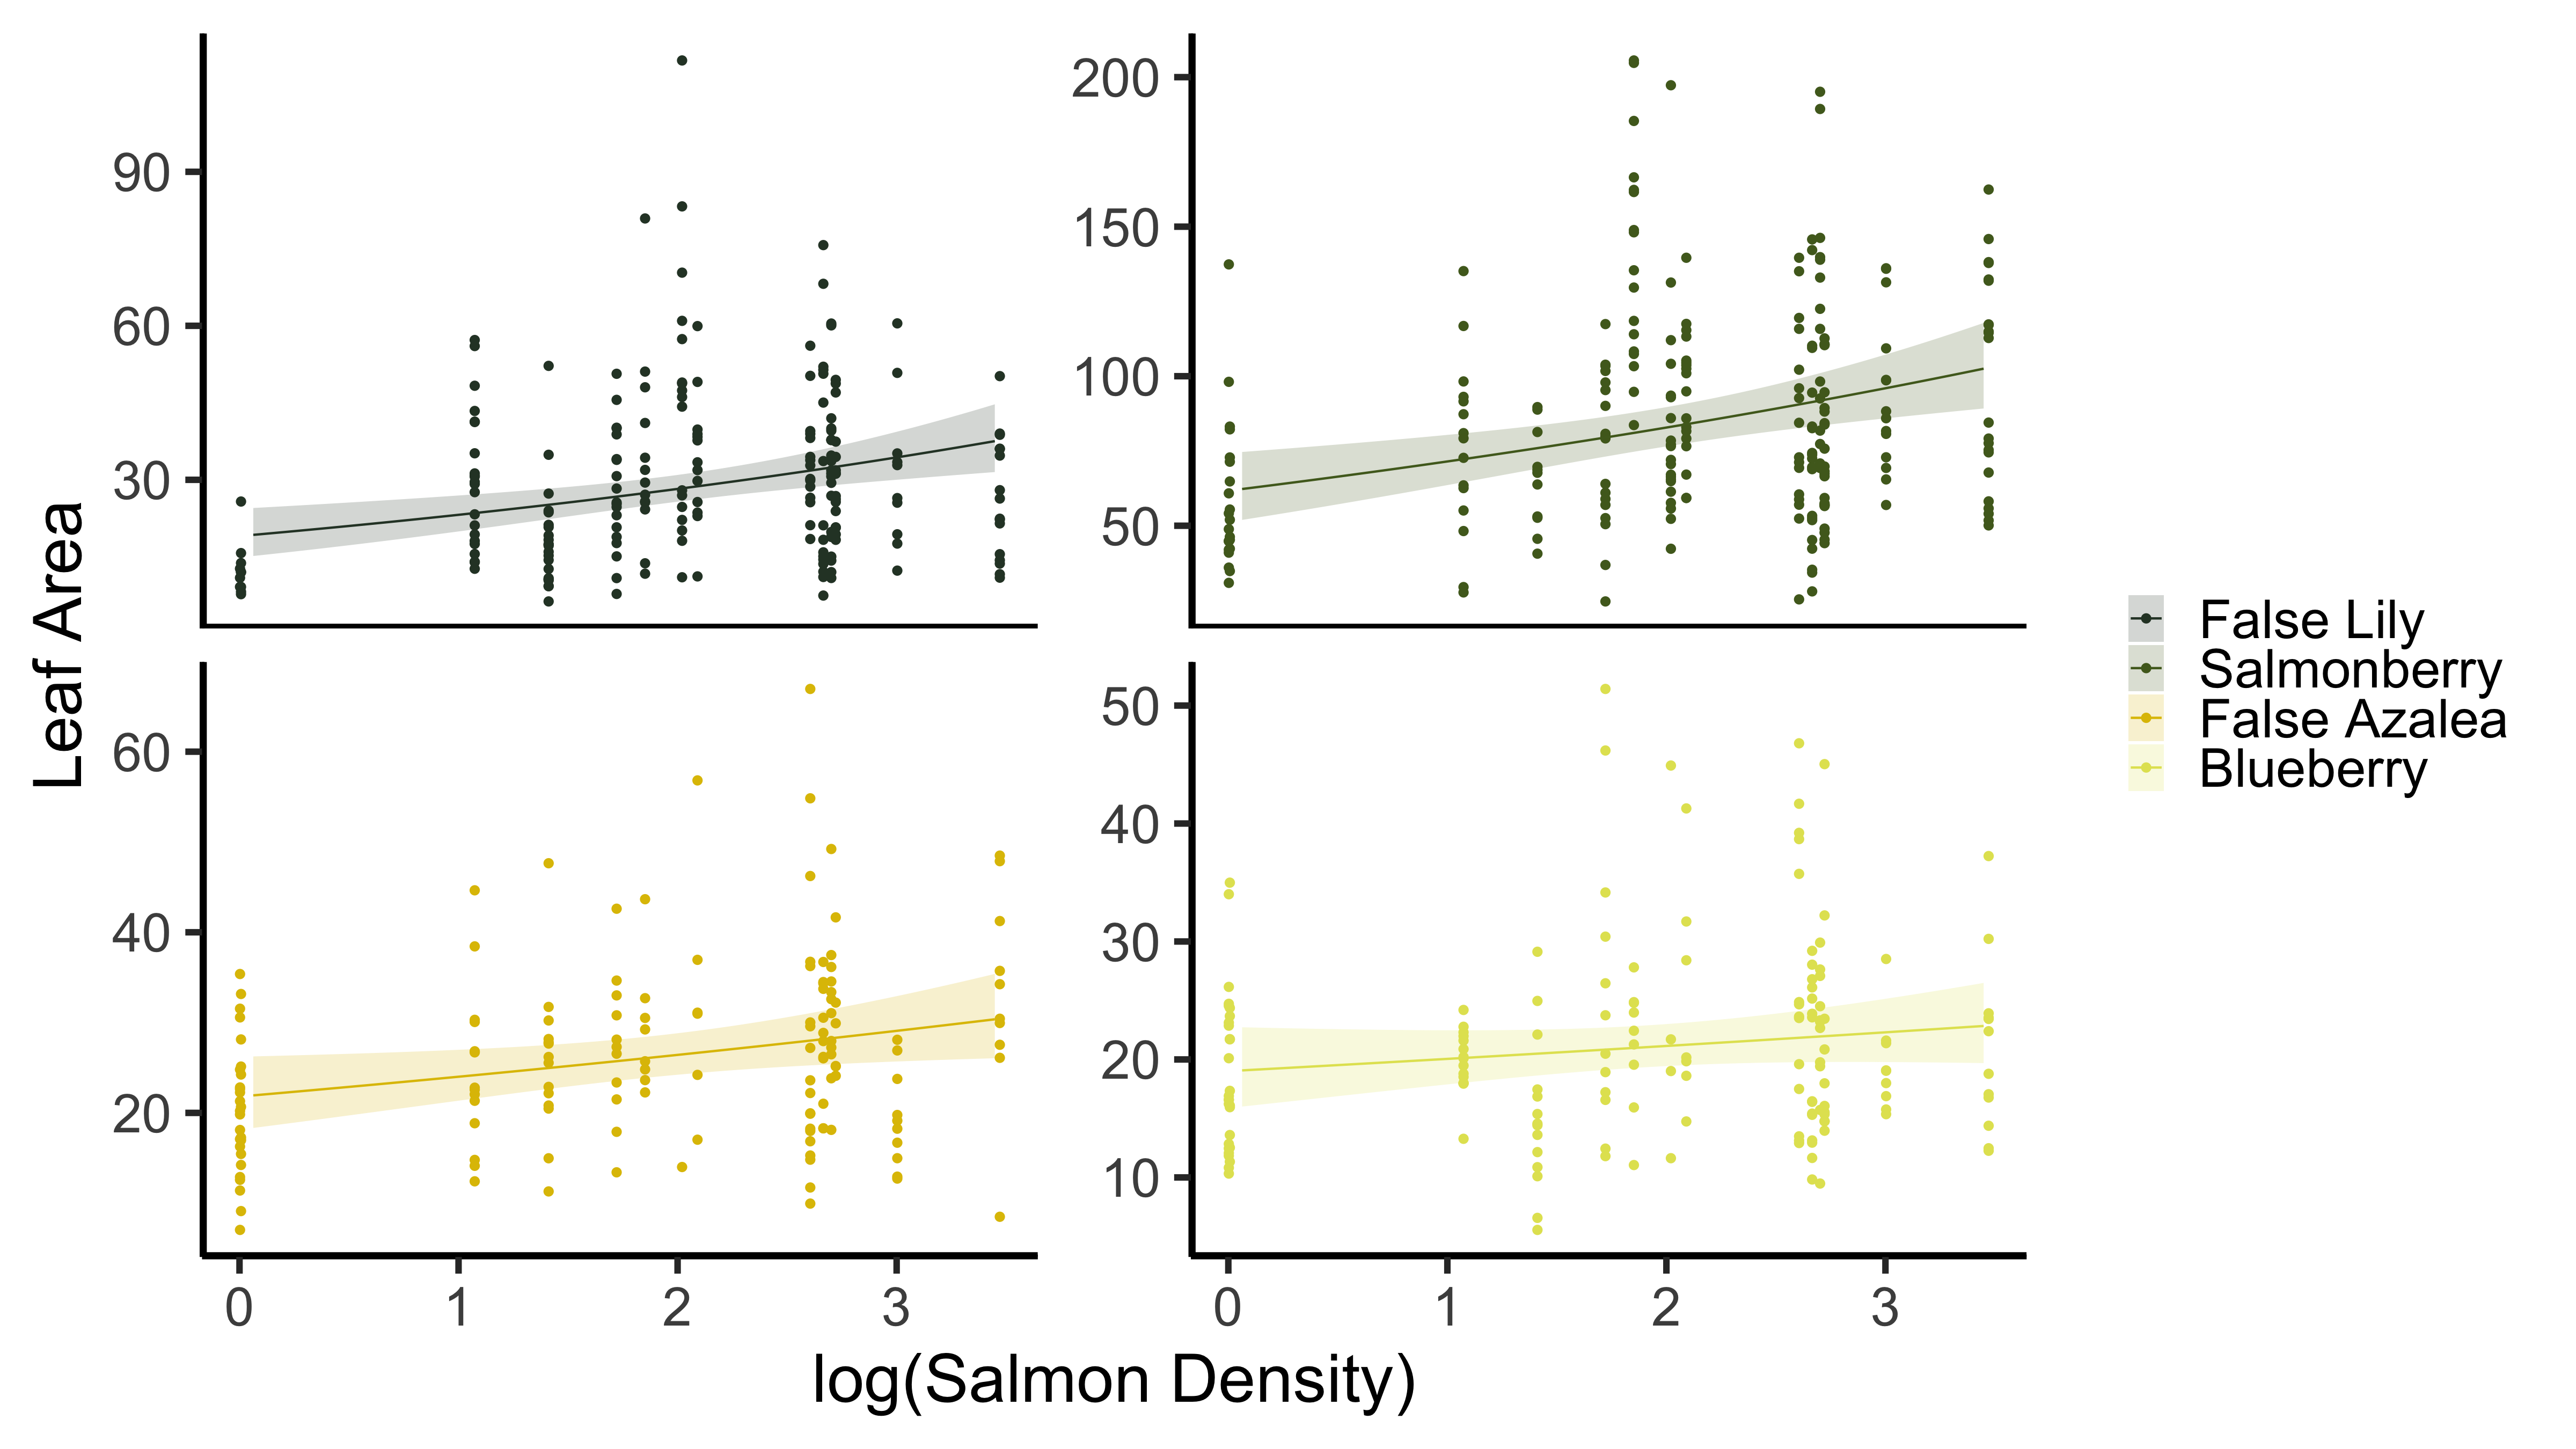 Leaf Area
90
60
30
200
150
100
50
60
40
20
50
40
30
20
10
0 1 2 3
0 1 2 3
log(Salmon Density)
False Lily
Salmonberry
False Azalea
Blueberry